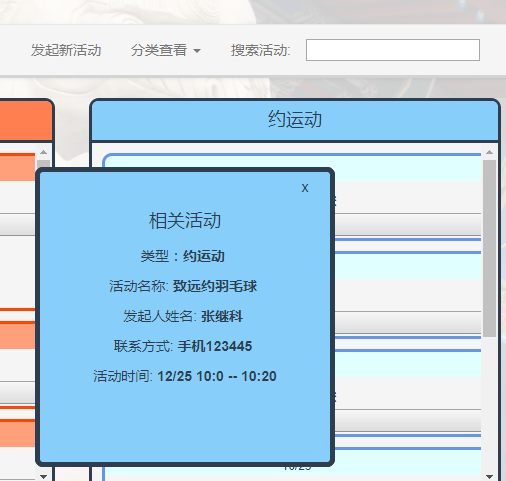 发起新活动 分类查看 搜索活动:
约运动
x
相关活动
类型：约运动
活动名称: 致远约羽毛球
发起人姓名: 张继科
联系方式: 手机123445
活动时间: 12/25 10:0 -- 10:20